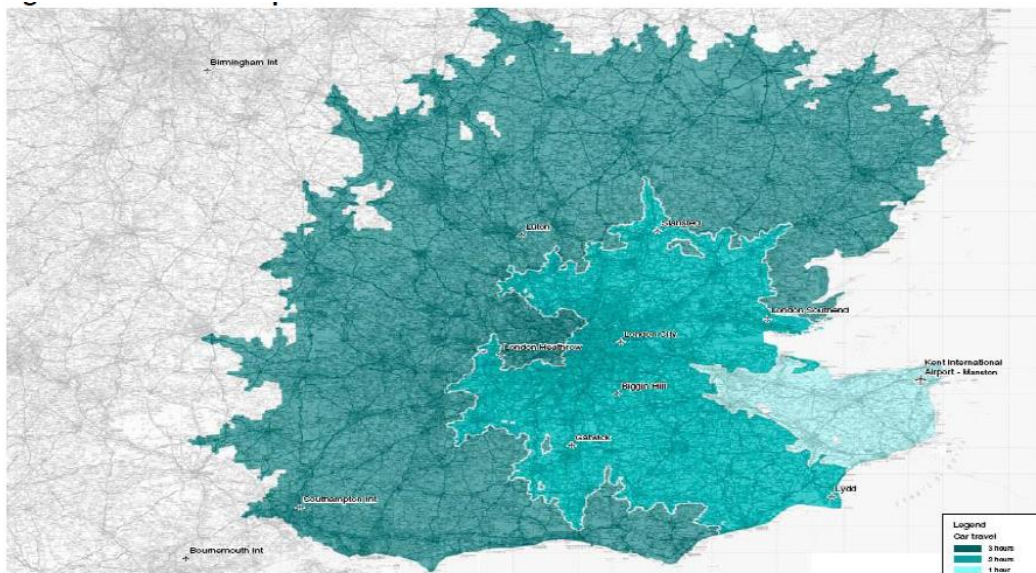 Birmingham Int
Luton
Stansted
London Southend
London City
London Heathrow
Kent International
Airport - Manston
Biggin Hill
Gatwick
Lydd
Southampton Int
Bournemouth Int
Legend
Car travel
3 hours
2 hours
1 hour